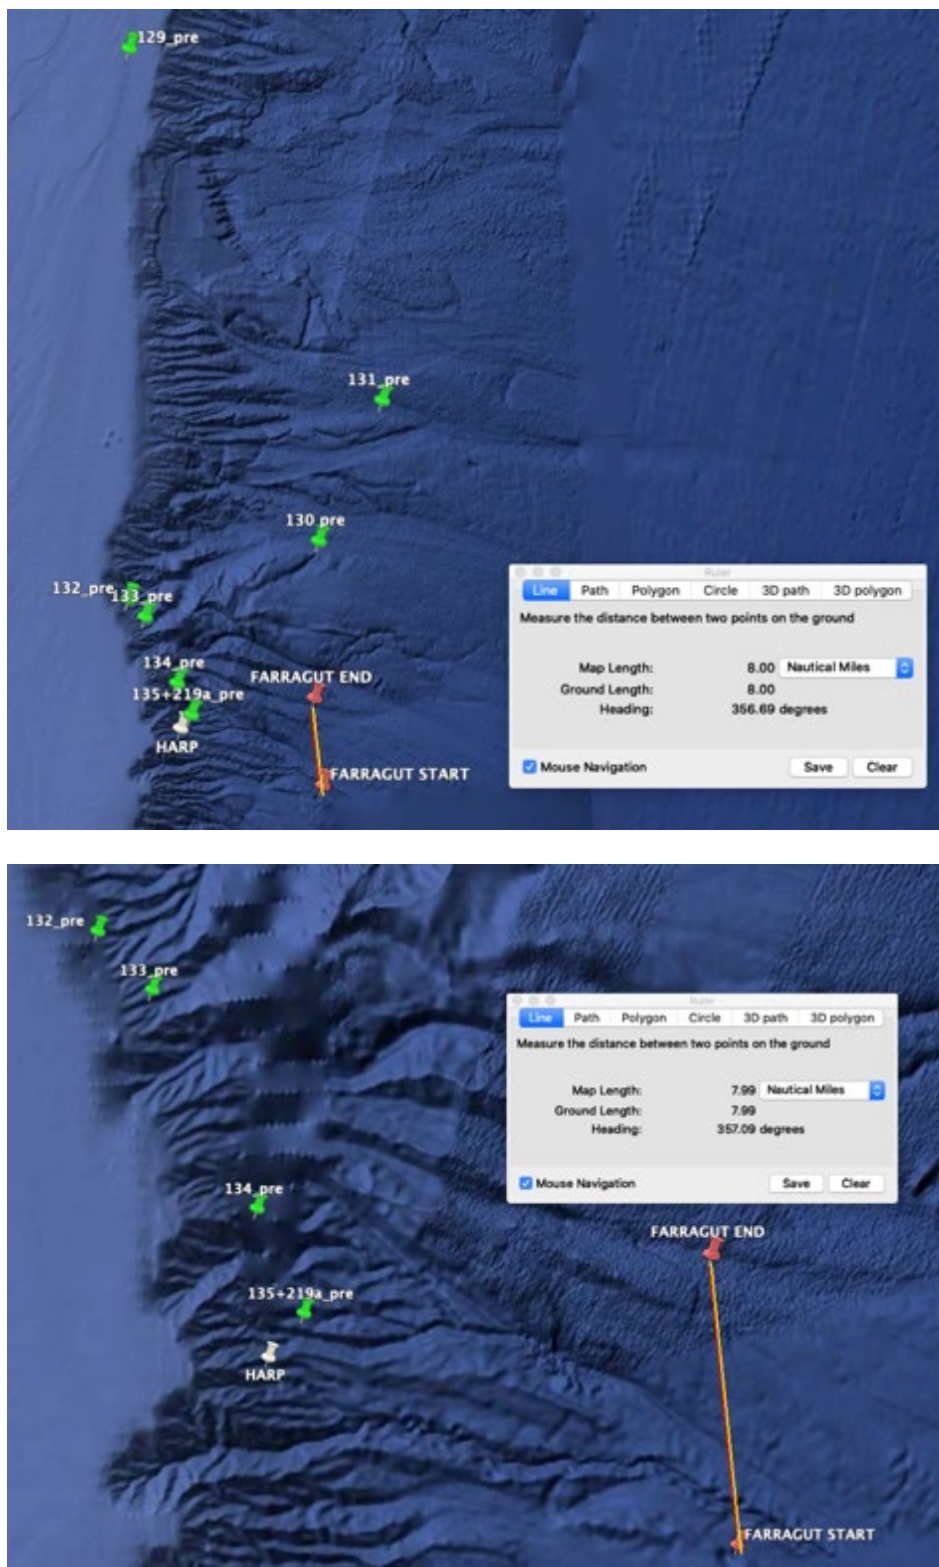 129_pre
131_pre
130 pre
132_pre
133_pre
134_pre
FARRAGUT END
135+219a_pre
HARP
FARRAGUT START
Ruler
Line Path Polygon Circle 3D path 3D polygon
Measure the distance between two points on the ground
Map Length: 8.00 Nautical Miles
Ground Length: 8.00
Heading: 356.69 degrees
Mouse Navigation Save Clear
132_pre
133_pre
Ruler
Line Path Polygon Circle 3D path 3D polygon
Measure the distance between two points on the ground
Map Length: 7.99 Nautical Miles
Ground Length: 7.99
Heading: 357.09 degrees
Mouse Navigation Save Clear
134_pre
FARRAGUT END
135+219a_pre
HARP
FARRAGUT START